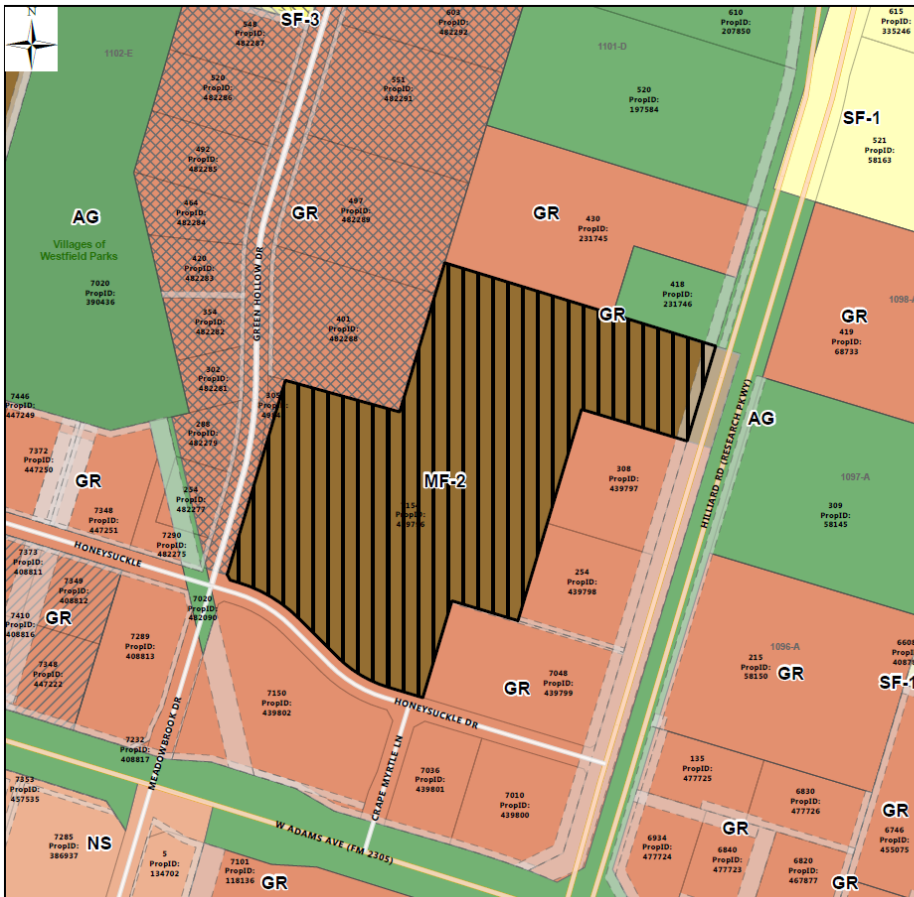 N
SF-3
548
PropID:
482287
603
PropID:
482292
610
PropID:
207850
615
PropID:
335246
1102-E
1101-D
520
PropID:
482286
551
PropID:
482291
520
PropID:
197584
SF-1
521
PropID:
58163
492
PropID:
482285
464
PropID:
482284
GR
497
PropID:
482289
GR
430
PropID:
231745
AG
Villages of
Westfield Parks
7020
PropID:
390436
420
PropID:
482283
418
PropID:
231746
354
PropID:
482282
GREEN HOLLOW DR
401
PropID:
482288
GR
1098-
GR
419
PropID:
68733
302
PropID:
482281
305
PropID:
7446
PropID:
447249
288
PropID:
482279
HILLIARD RD (RESEARCH PKWY)
AG
7372
PropID:
447250
GR
254
PropID:
482277
MF-2
308
PropID:
439797
1097-A
309
PropID:
58145
7348
PropID:
447251
7290
PropID:
482275
HONEYSUCKLE
7373
PropID:
408811
7349
PropID:
408812
254
PropID:
439798
7410
PropID:
408816
GR
7020
PropID:
482090
7289
PropID:
408813
7348
PropID:
447222
1096-A
215
PropID:
58150
GR
SF-1
GR
7048
PropID:
439799
7150
PropID:
439802
HONEYSUCKLE DR
MEADOWBROOK DR
7232
PropID:
408817
CRAPE MYRTLE LN
7036
PropID:
439801
7010
PropID:
439800
135
PropID:
477725
6830
PropID:
477726
7353
PropID:
457535
7285
PropID:
386937
NS
5
PropID:
134702
W ADAMS AVE (FM 2305)
7101
PropID:
118136
GR
6934
PropID:
477724
GR
6840
PropID:
477723
6820
PropID:
467877
GR
GR
6746
PropID:
455075